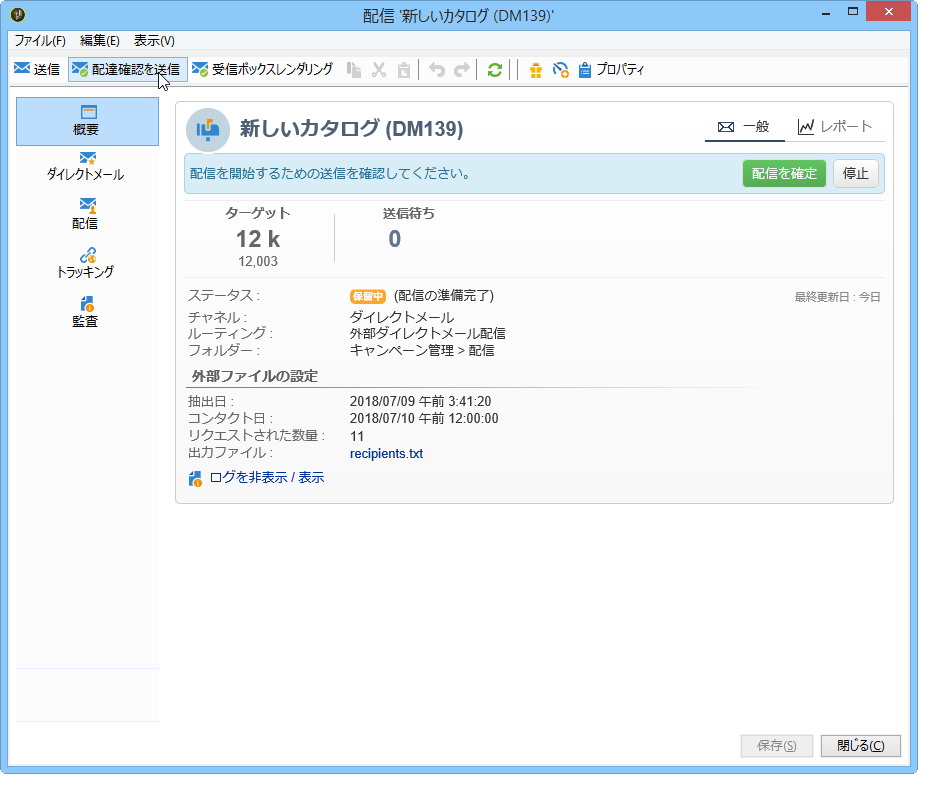 配信 '新しいカタログ (DM139)'
ファイル(F) 編集(E) 表示(V)
送信 配達確認を送信 受信ボックスレンダリング プロパティ
概要
ダイレクトメール
配信
トラッキング
監査
新しいカタログ (DM139)
一般 レポート
配信を開始するための送信を確認してください。 配信を確定 停止
ターゲット 送信待ち
12 k 0
12,003
ステータス : 保留中 (配信の準備完了) 最終更新日 : 今日
チャネル : ダイレクトメール
ルーティング : 外部ダイレクトメール配信
フォルダー : キャンペーン管理 > 配信
外部ファイルの設定
抽出日 : 2018/07/09 午前 3:41:20
コンタクト日 : 2018/07/10 午前 12:00:00
リクエストされた数量 : 11
出力ファイル : recipients.txt
ログを非表示 / 表示
保存(S) 閉じる(C)